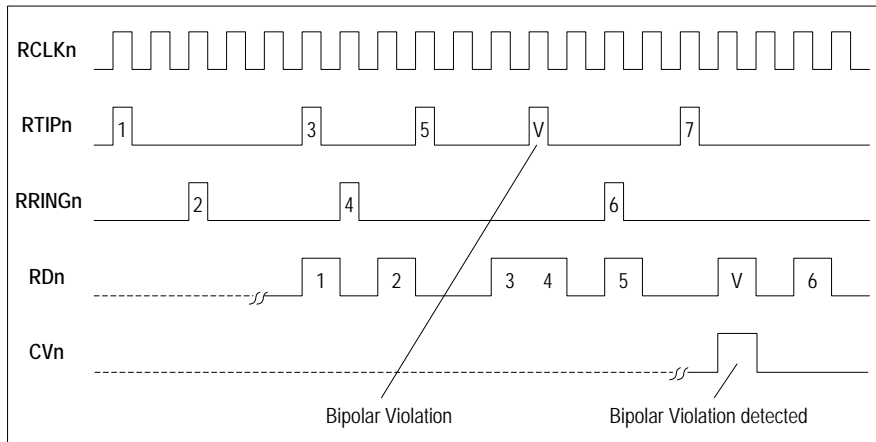 RCLKn
RTIPn
1
3
5
V
7
RRINGn
2
4
6
RDn
1
2
3
4
5
V
6
CVn
Bipolar Violation
Bipolar Violation detected